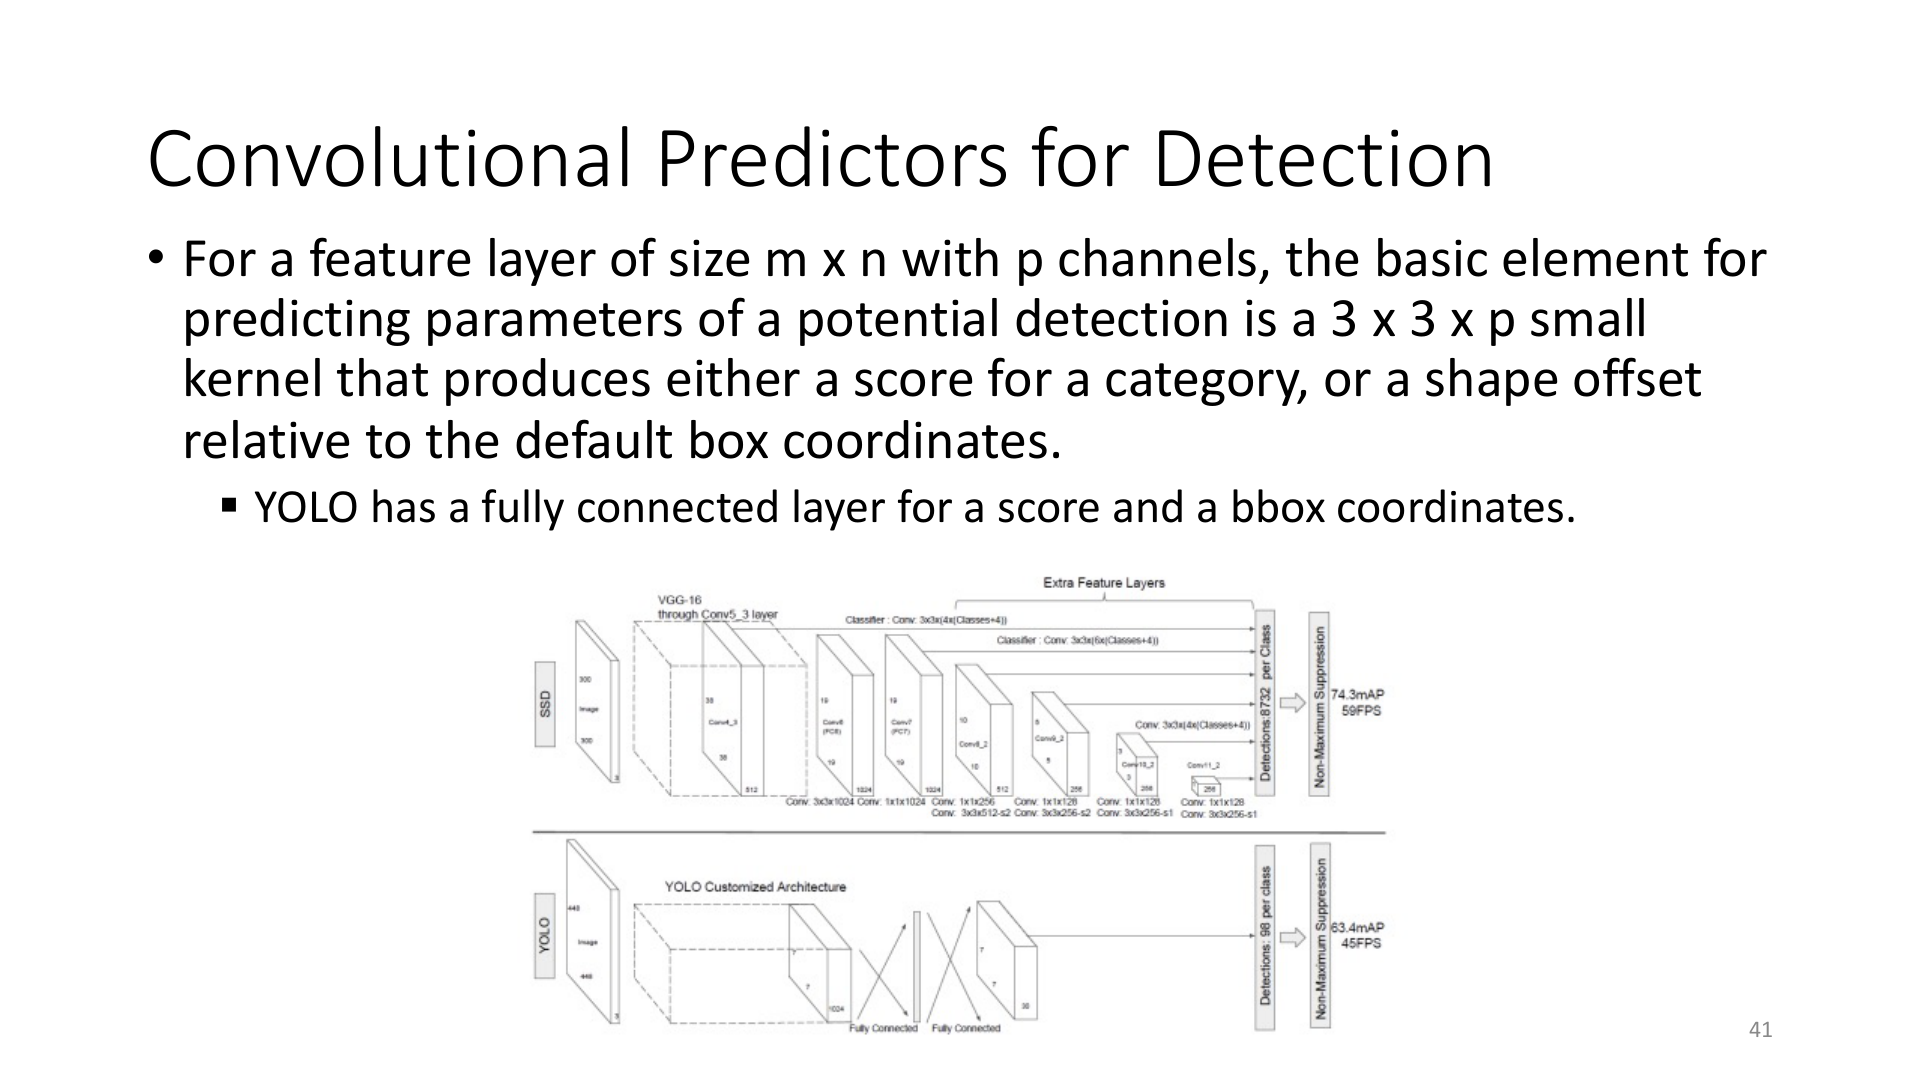 Convolutional Predictors for Detection
• For a feature layer of size m x n with p channels, the basic element for
predicting parameters of a potential detection is a 3 x 3 x p small
kernel that produces either a score for a category, or a shape offset
relative to the default box coordinates.
▪ YOLO has a fully connected layer for a score and a bbox coordinates.
Extra Feature Layers
VGG-16
through Conv5_3 layer
Classifier : Conv: 3x3x(4x(Classes+4))
Classifier : Conv: 3x3x(6x(Classes+4))
Conv: 3x3x(4x(Classes+4))
SSD
300
Image
300
3
38
Conv4_3
38
512
19
Conv6
(FC6)
19
1024
19
Conv7
(FC7)
19
1024
10
Conv8_2
10
512
5
Conv9_2
5
256
3
Conv10_2
3
256
Conv11_2
256
Conv: 3x3x1024
Conv: 1x1x1024
Conv: 1x1x256
Conv: 3x3x512-s2
Conv: 1x1x128
Conv: 3x3x256-s2
Conv: 1x1x128
Conv: 3x3x256-s1
Conv: 1x1x128
Conv: 3x3x256-s1
Detections:8732 per Class
Non-Maximum Suppression
74.3mAP
59FPS
YOLO
448
Image
448
3
YOLO Customized Architecture
7
7
1024
Fully Connected
Fully Connected
7
7
30
Detections: 98 per class
Non-Maximum Suppression
63.4mAP
45FPS
41